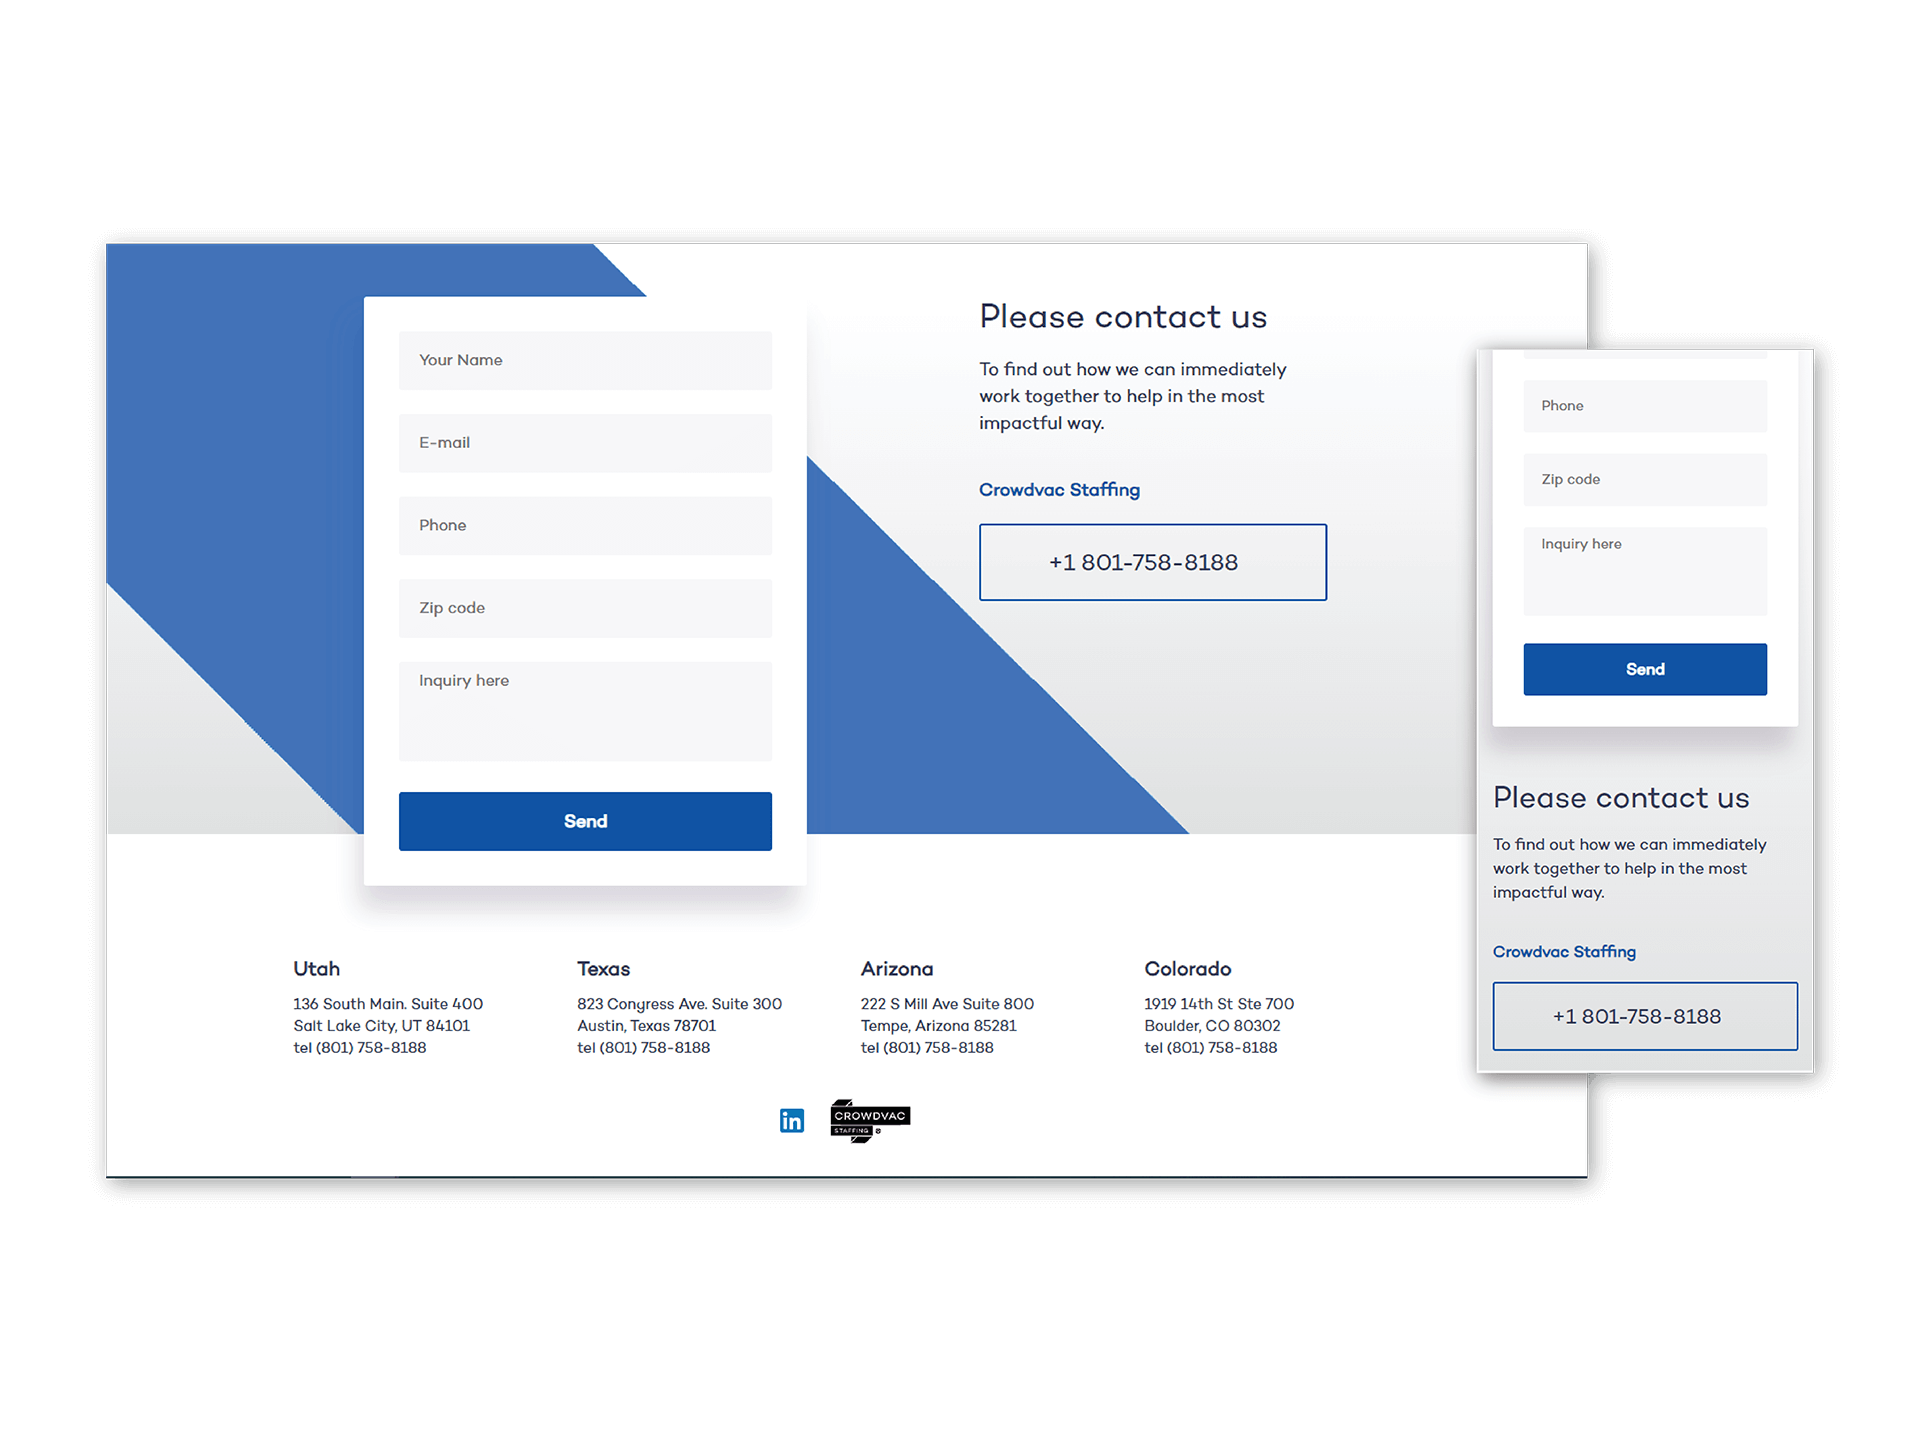 Your Name
E-mail
Phone
Zip code
Inquiry here
Send
Please contact us
To find out how we can immediately
work together to help in the most
impactful way.
Crowdvac Staffing
+1 801-758-8188
Utah
136 South Main. Suite 400
Salt Lake City, UT 84101
tel (801) 758-8188
Texas
823 Congress Ave. Suite 300
Austin, Texas 78701
tel (801) 758-8188
Arizona
222 S Mill Ave Suite 800
Tempe, Arizona 85281
tel (801) 758-8188
Colorado
1919 14th St Ste 700
Boulder, CO 80302
tel (801) 758-8188
in
CROWDVAC
STAFFING
Phone
Zip code
Inquiry here
Send
Please contact us
To find out how we can immediately
work together to help in the most
impactful way.
Crowdvac Staffing
+1 801-758-8188